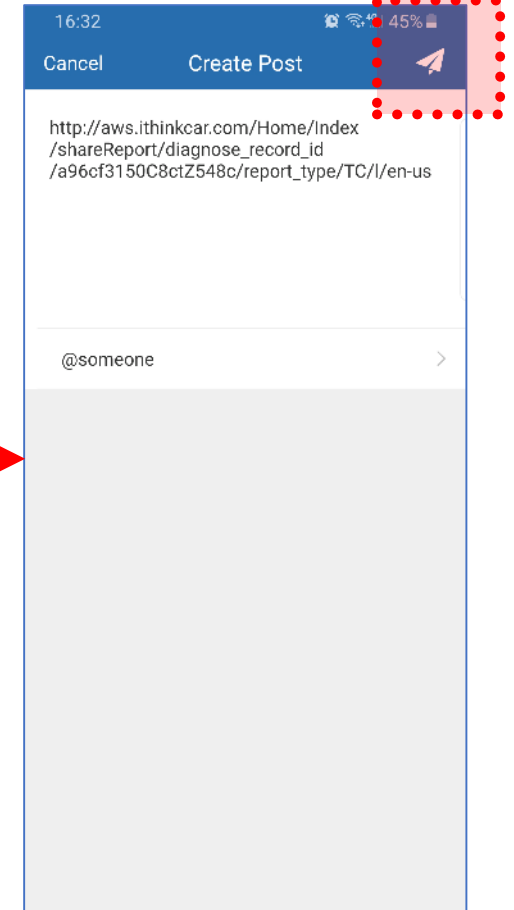 16:32 45%
Cancel Create Post
http://aws.ithinkcar.com/Home/Index
/shareReport/diagnose_record_id
/a96cf3150C8ctZ548c/report_type/TC/l/en-us
@someone